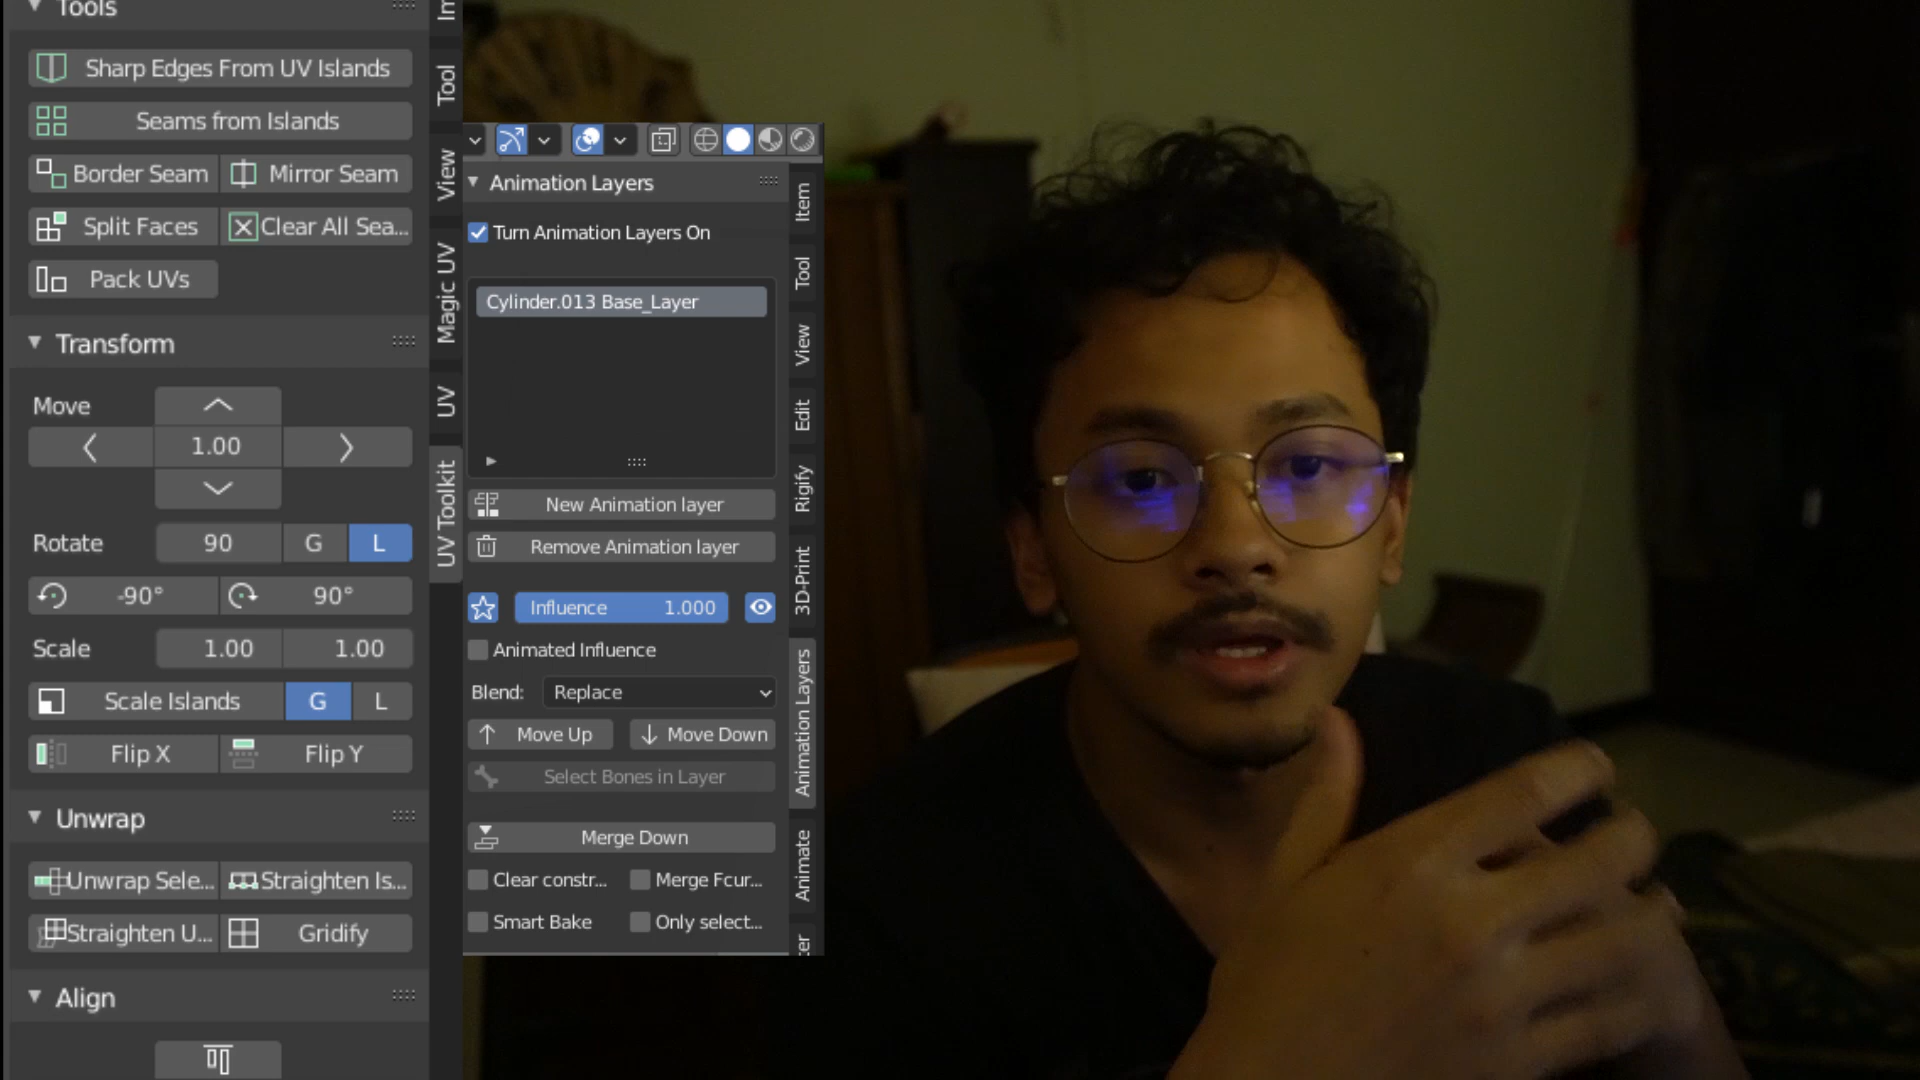 Tools
Sharp Edges From UV Islands
Seams from Islands
Border Seam
Mirror Seam
Split Faces
Clear All Sea...
Pack UVs
Transform
Move
1.00
Rotate
90
G
L
-90°
90°
Scale
1.00
1.00
Scale Islands
G
L
Flip X
Flip Y
Unwrap
Unwrap Sele...
Straighten Is...
Straighten U...
Gridify
Align
Tool
View
Magic UV
UV
UV Toolkit
Animation Layers
Turn Animation Layers On
Cylinder.013 Base_Layer
New Animation layer
Remove Animation layer
Influence 1.000
Animated Influence
Blend: Replace
Move Up
Move Down
Select Bones in Layer
Merge Down
Clear constr...
Merge Fcur...
Smart Bake
Only select...
Item
Tool
View
Edit
Rigify
3D-Print
Animation Layers
Animate